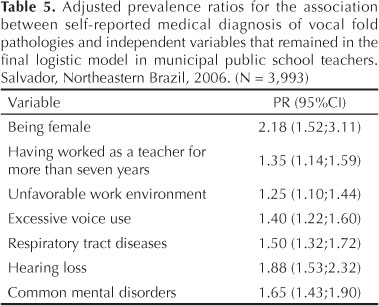 Table 5. Adjusted prevalence ratios for the association
between self-reported medical diagnosis of vocal fold
pathologies and independent variables that remained in the
final logistic model in municipal public school teachers.
Salvador, Northeastern Brazil, 2006. (N = 3,993)
Variable PR (95%CI)
Being female 2.18 (1.52;3.11)
Having worked as a teacher for
more than seven years 1.35 (1.14;1.59)
Unfavorable work environment 1.25 (1.10;1.44)
Excessive voice use 1.40 (1.22;1.60)
Respiratory tract diseases 1.50 (1.32;1.72)
Hearing loss 1.88 (1.53;2.32)
Common mental disorders 1.65 (1.43;1.90)